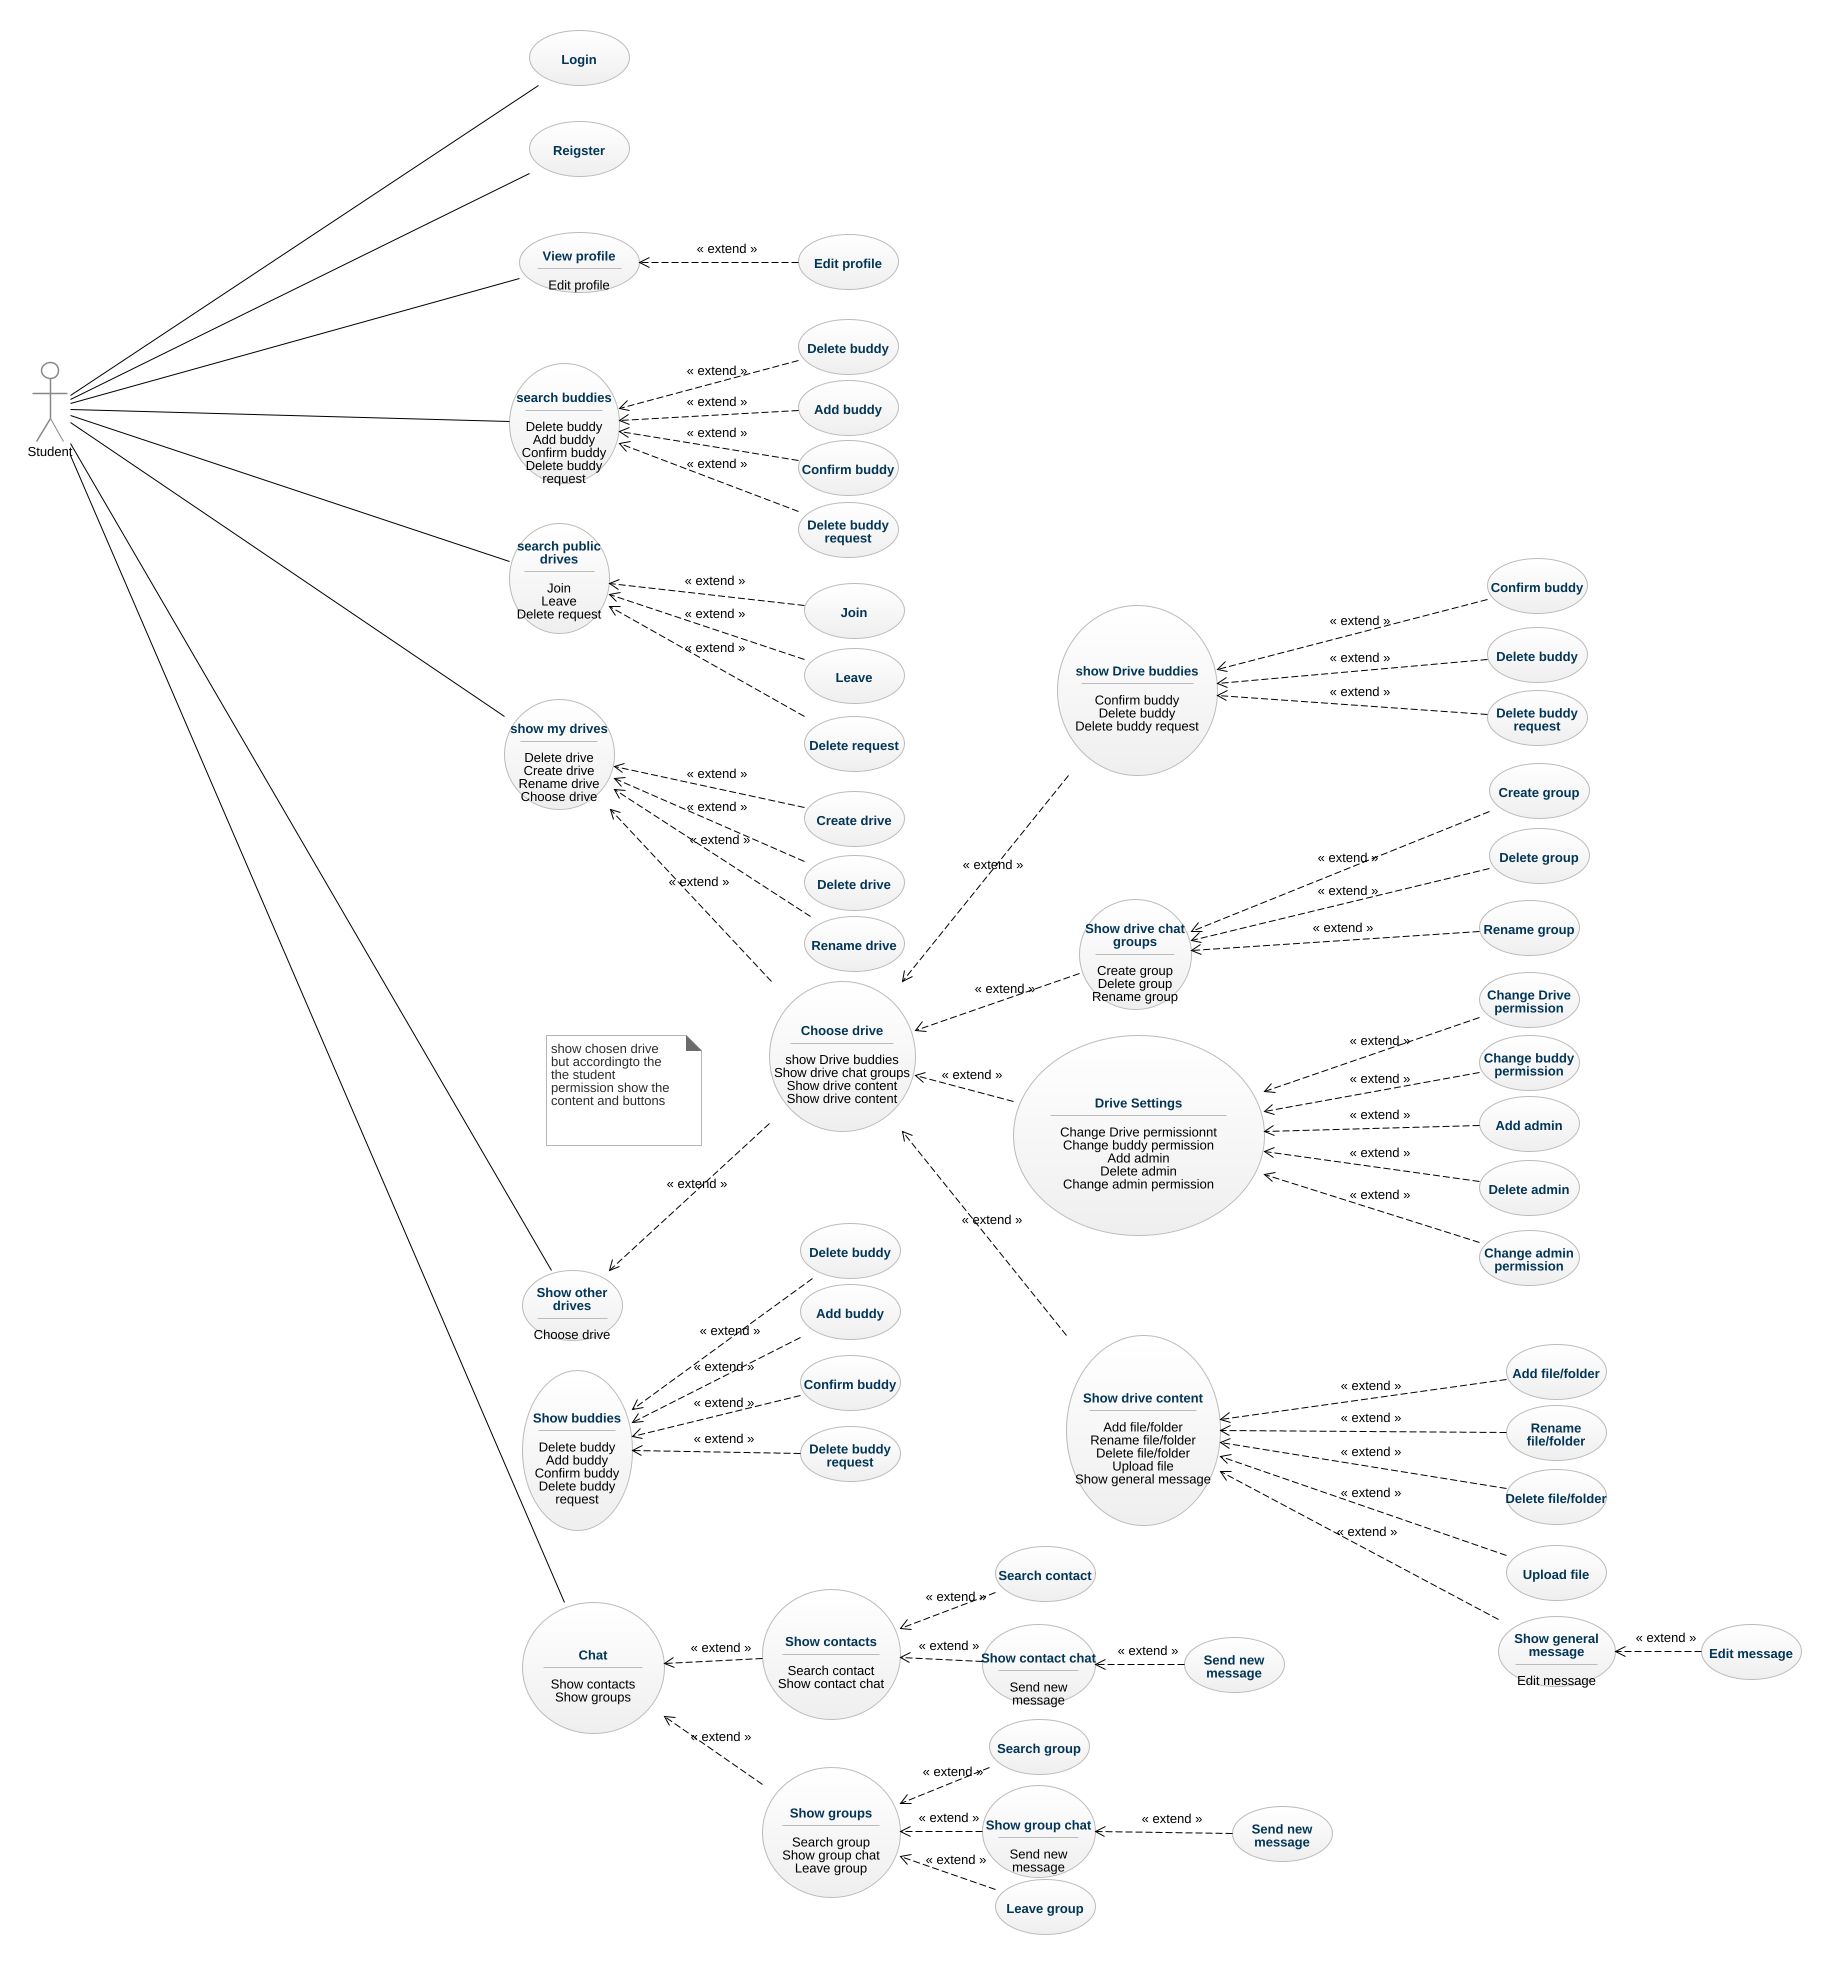 Login
Reigster
View profile
Edit profile
« extend »
Edit profile
Student
search buddies
Delete buddy
Add buddy
Confirm buddy
Delete buddy
request
« extend »
« extend »
« extend »
« extend »
Delete buddy
Add buddy
Confirm buddy
Delete buddy
request
search public
drives
Join
Leave
Delete request
« extend »
« extend »
« extend »
Join
Leave
Delete request
show my drives
Delete drive
Create drive
Rename drive
Choose drive
« extend »
« extend »
« extend »
« extend »
Create drive
Delete drive
Rename drive
show chosen drive
but accordingto the
the student
permission show the
content and buttons
Choose drive
show Drive buddies
Show drive chat groups
Show drive content
Show drive content
« extend »
« extend »
« extend »
« extend »
show Drive buddies
Confirm buddy
Delete buddy
Delete buddy request
« extend »
« extend »
« extend »
Confirm buddy
Delete buddy
Delete buddy
request
Show drive chat
groups
Create group
Delete group
Rename group
« extend »
« extend »
« extend »
Create group
Delete group
Rename group
Drive Settings
Change Drive permissionnt
Change buddy permission
Add admin
Delete admin
Change admin permission
« extend »
« extend »
« extend »
« extend »
« extend »
Change Drive
permission
Change buddy
permission
Add admin
Delete admin
Change admin
permission
Show other
drives
Choose drive
« extend »
Show buddies
Delete buddy
Add buddy
Confirm buddy
Delete buddy
request
« extend »
« extend »
« extend »
« extend »
Delete buddy
Add buddy
Confirm buddy
Delete buddy
request
Show drive content
Add file/folder
Rename file/folder
Delete file/folder
Upload file
Show general message
« extend »
« extend »
« extend »
« extend »
« extend »
Add file/folder
Rename
file/folder
Delete file/folder
Upload file
Show general
message
Edit message
« extend »
Edit message
Chat
Show contacts
Show groups
« extend »
« extend »
Show contacts
Search contact
Show contact chat
« extend »
« extend »
Search contact
Show contact chat
Send new
message
« extend »
Send new
message
Show groups
Search group
Show group chat
Leave group
« extend »
« extend »
« extend »
Search group
Show group chat
Send new
message
« extend »
Send new
message
Leave group